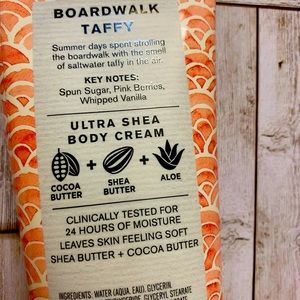 BOARDWALK
TAFFY
Summer days spent strolling
the boardwalk with the smell
of saltwater taffy in the air.
KEY NOTES:
Spun Sugar, Pink Berries,
Whipped Vanilla
ULTRA SHEA
BODY CREAM
COCOA BUTTER + SHEA BUTTER + ALOE
CLINICALLY TESTED FOR
24 HOURS OF MOISTURE
LEAVES SKIN FEELING SOFT
SHEA BUTTER + COCOA BUTTER
INGREDIENTS: WATER (AQUA, EAU), GLYCERIN,
GLYCERYL STEARATE